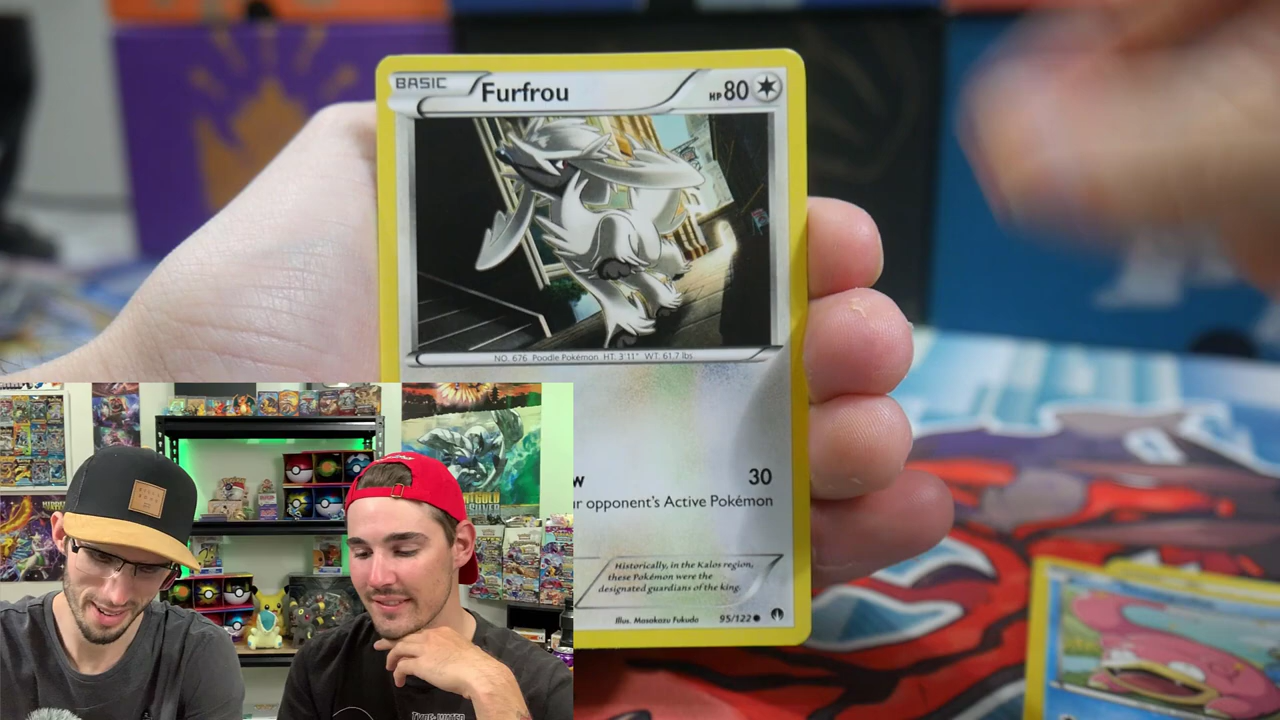 BASIC Furfrou HP 80
NO. 676 Poodle Pokémon HT. 3'11" WT. 61.7 lbs.
30
opponent's Active Pokémon
Historically, in the Kalos region,
these Pokémon were the
designated guardians of the king.
Illus. Masakazu Fukuda 95/122